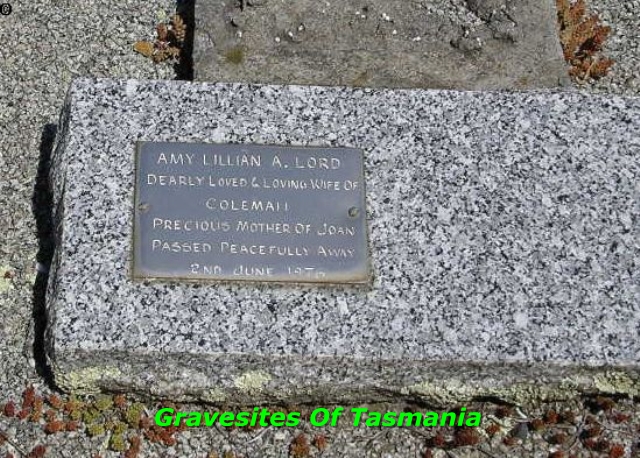 ©
AMY LILLIAN A. LORD
DEARLY LOVED & LOVING WIFE OF
COLEMAN
PRECIOUS MOTHER OF JOAN
PASSED PEACEFULLY AWAY
2ND JUNE
Gravesites Of Tasmania